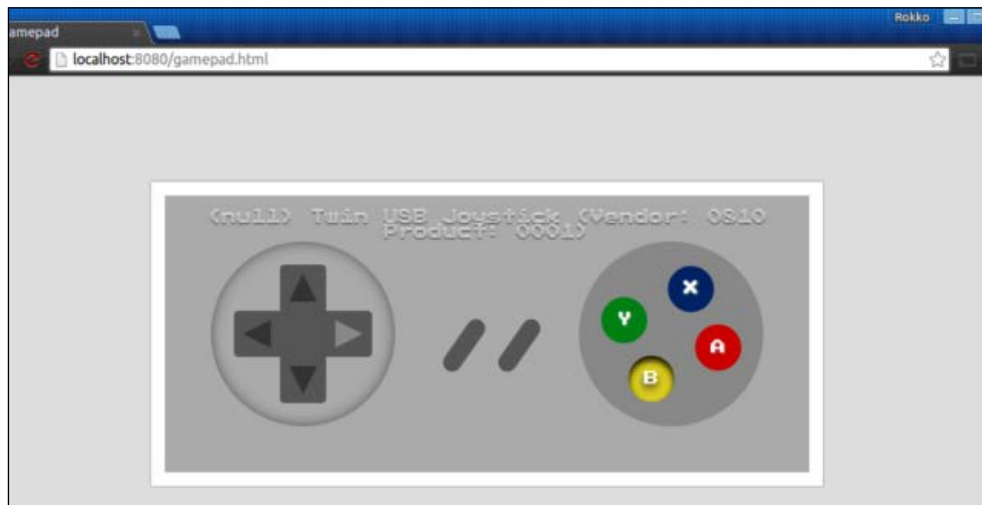 Rokko
amepad
localhost:8080/gamepad.html
(null) Twin USB Joystick (Vendor: 0810
Product: 0001)
X
Y
A
B